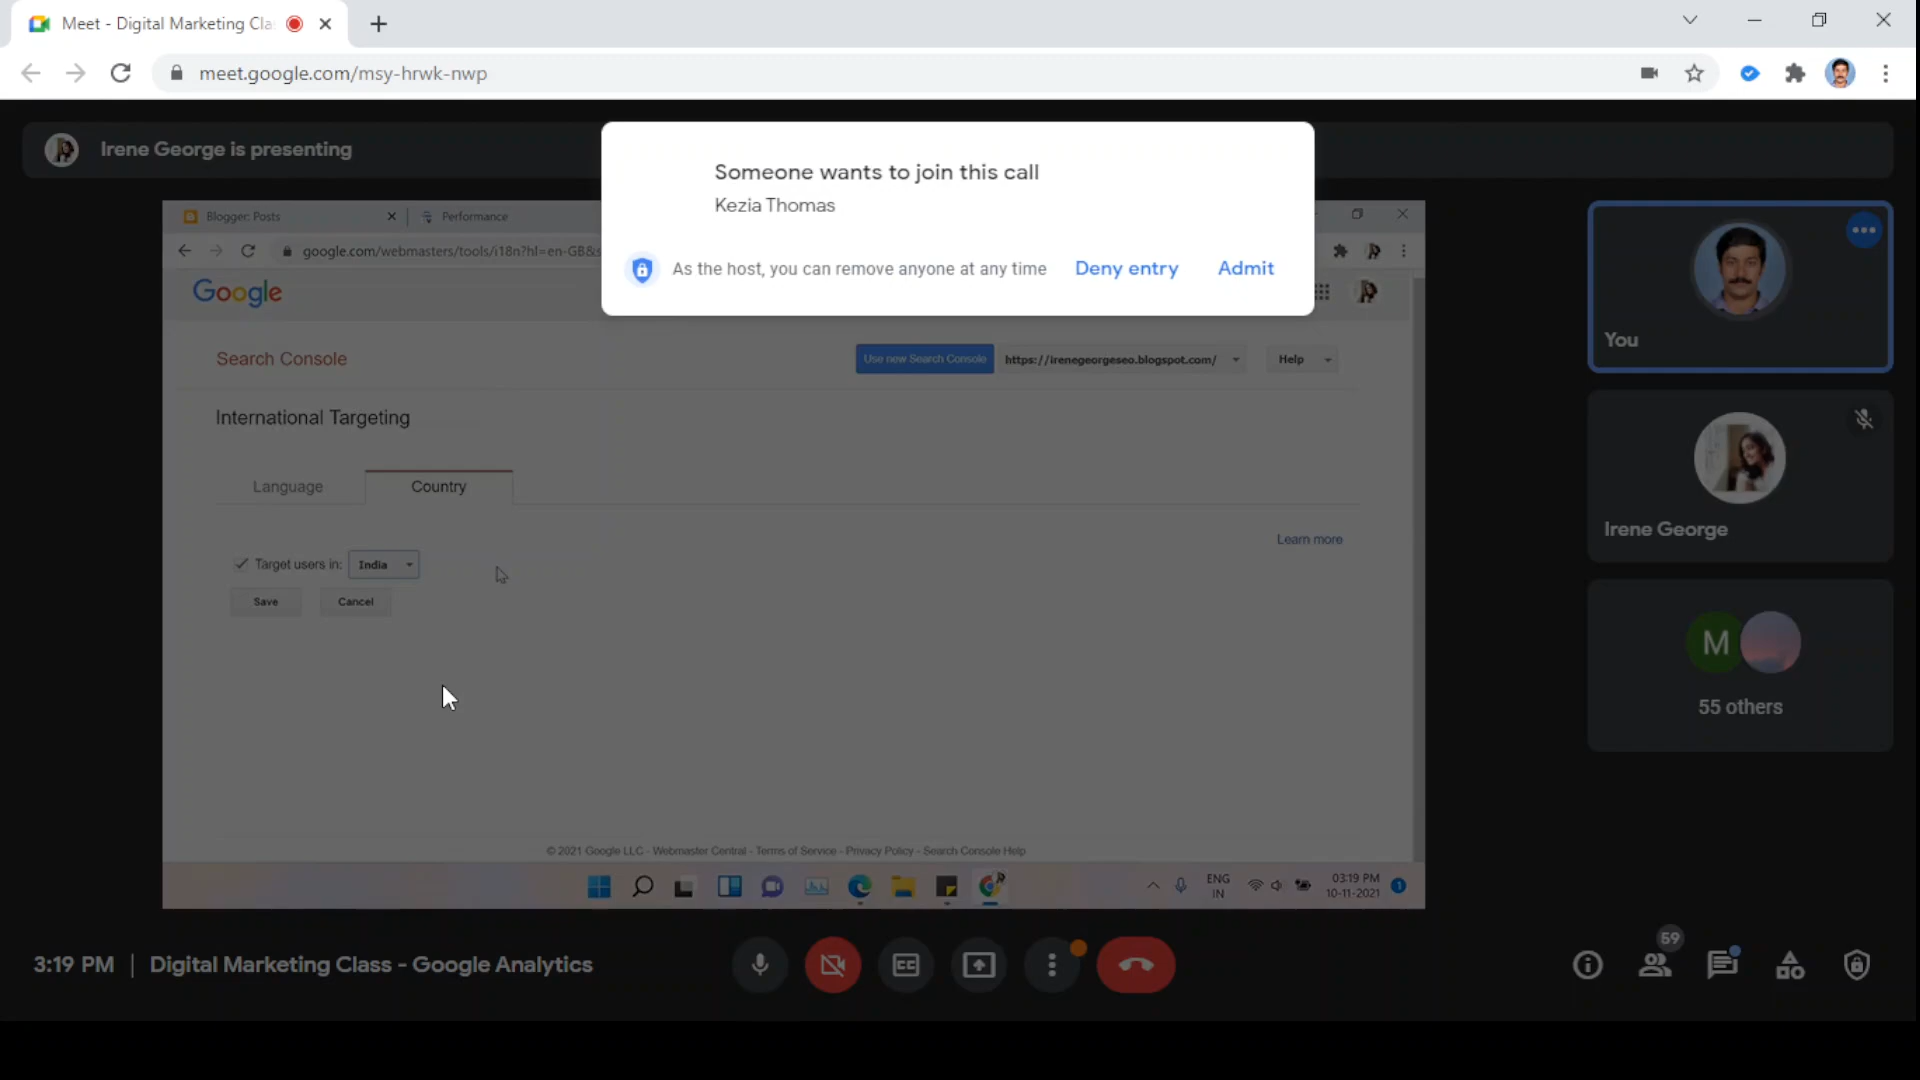 Meet - Digital Marketing Cla
meet.google.com/msy-hrwk-nwp
Irene George is presenting
Someone wants to join this call
Kezia Thomas
As the host, you can remove anyone at any time
Deny entry
Admit
Blogger: Posts
Performance
google.com/webmasters/tools/i18n?hl=en-GB&s
Google
Search Console
Use new Search Console
https://irenegeorgeseo.blogspot.com/
Help
International Targeting
Language
Country
Learn more
Target users in:
India
Save
Cancel
© 2021 Google LLC - Webmaster Central - Terms of Service - Privacy Policy - Search Console Help
ENG
IN
03:19 PM
10-11-2021
1
You
Irene George
M
55 others
3:19 PM | Digital Marketing Class - Google Analytics
59